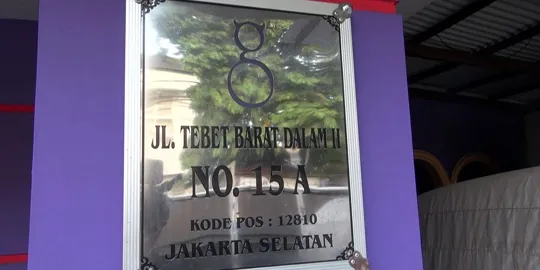 JL. TEBET BARAT DALAM II
NO. 15 A
KODE POS : 12810
JAKARTA SELATAN